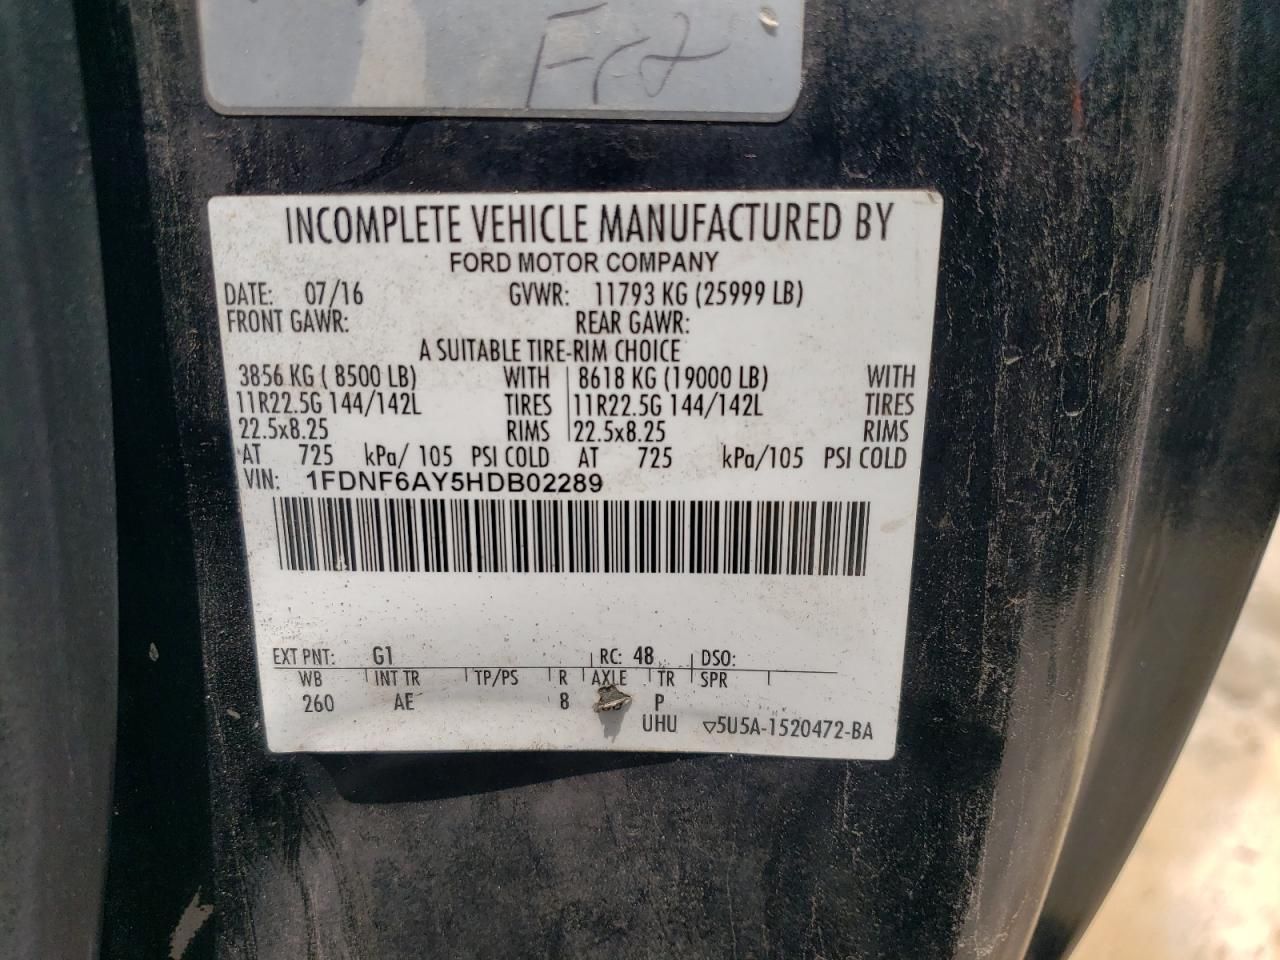 INCOMPLETE VEHICLE MANUFACTURED BY
FORD MOTOR COMPANY
DATE: 07/16 GVWR: 11793 KG (25999 LB)
FRONT GAWR: REAR GAWR:
A SUITABLE TIRE-RIM CHOICE
3856 KG ( 8500 LB) WITH 8618 KG (19000 LB) WITH
11R22.5G 144/142L TIRES 11R22.5G 144/142L TIRES
22.5x8.25 RIMS 22.5x8.25 RIMS
AT 725 kPa/ 105 PSI COLD AT 725 kPa/105 PSI COLD
VIN: 1FDNF6AY5HDB02289
EXT PNT: G1 RC: 48 DSO:
WB INT TR TP/PS R AXLE TR SPR
260 AE 8 P
UHU ▽5U5A-1520472-BA